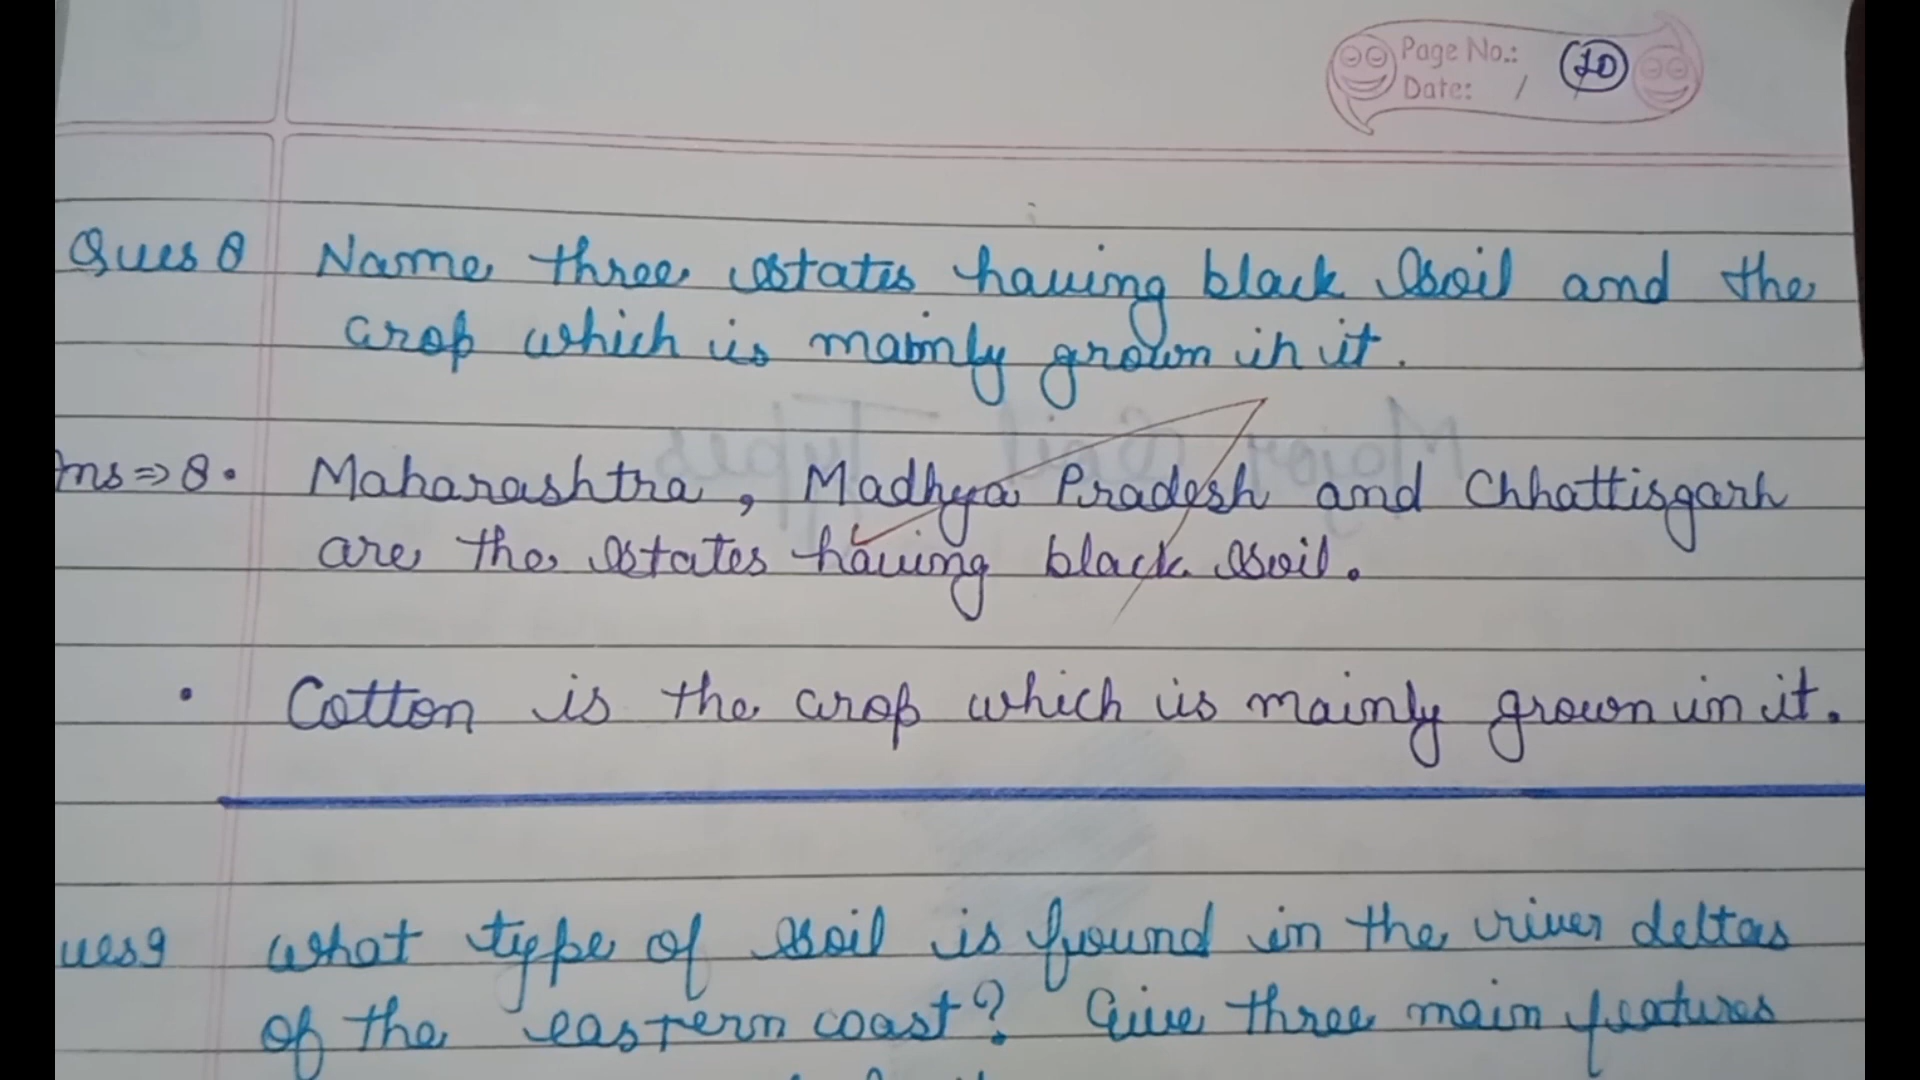 Page No.: 10
Date: /
Ques 8 Name three states having black soil and the
crop which is mainly grown in it.
Ans⇒8. Maharashtra, Madhya Pradesh and Chhattisgarh
are the states having black soil.
• Cotton is the crop which is mainly grown in it.
ues 9 What type of soil is found in the river deltas
of the eastern coast? Give three main features